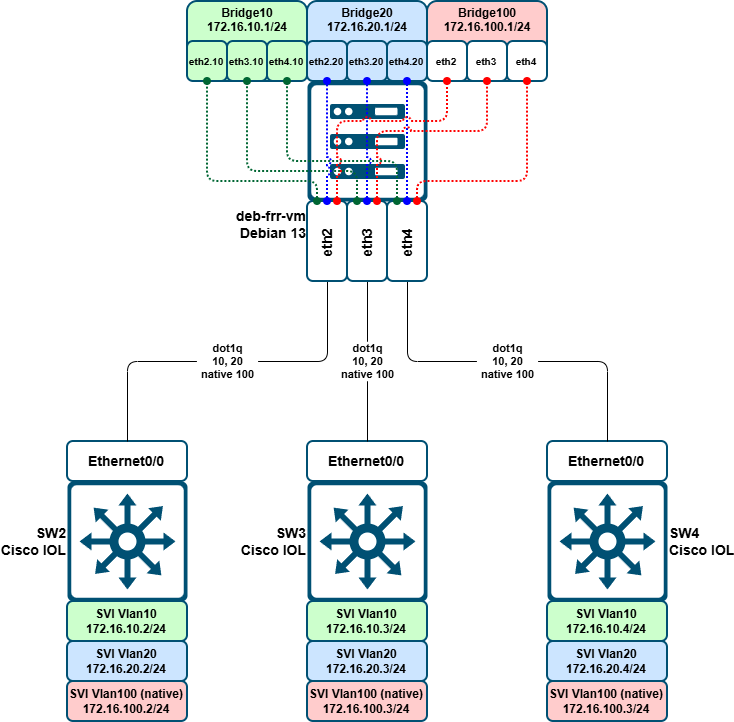 Bridge10
172.16.10.1/24
Bridge20
172.16.20.1/24
Bridge100
172.16.100.1/24
eth2.10
eth3.10
eth4.10
eth2.20
eth3.20
eth4.20
eth2
eth3
eth4
deb-frr-vm
Debian 13
eth2
eth3
eth4
dot1q
10, 20
native 100
dot1q
10, 20
native 100
dot1q
10, 20
native 100
Ethernet0/0
Ethernet0/0
Ethernet0/0
SW2
Cisco IOL
SW3
Cisco IOL
SW4
Cisco IOL
SVI Vlan10
172.16.10.2/24
SVI Vlan20
172.16.20.2/24
SVI Vlan100 (native)
172.16.100.2/24
SVI Vlan10
172.16.10.3/24
SVI Vlan20
172.16.20.3/24
SVI Vlan100 (native)
172.16.100.3/24
SVI Vlan10
172.16.10.4/24
SVI Vlan20
172.16.20.4/24
SVI Vlan100 (native)
172.16.100.3/24